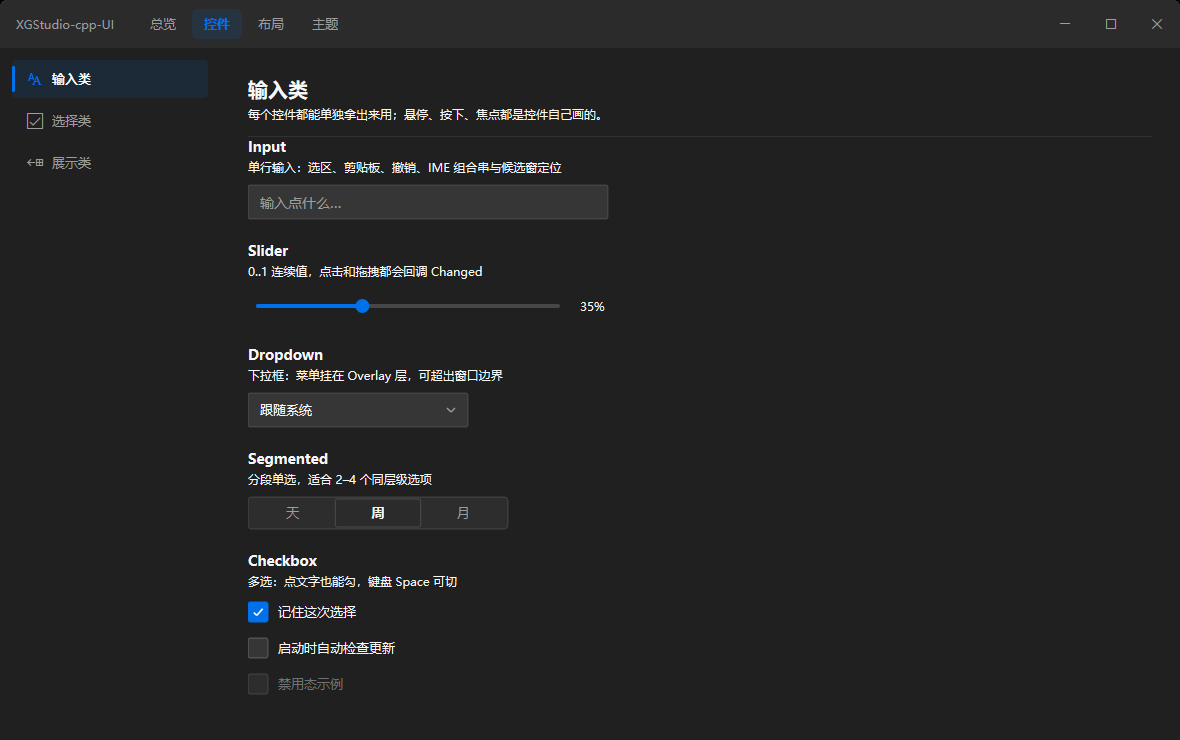 XGStudio-cpp-UI 总览 控件 布局 主题
输入类
选择类
展示类
输入类
每个控件都能单独拿出来用；悬停、按下、焦点都是控件自己画的。
Input
单行输入：选区、剪贴板、撤销、IME 组合串与候选窗定位
输入点什么...
Slider
0..1 连续值，点击和拖拽都会回调 Changed
35%
Dropdown
下拉框：菜单挂在 Overlay 层，可超出窗口边界
跟随系统
Segmented
分段单选，适合 2–4 个同层级选项
天 周 月
Checkbox
多选：点文字也能勾，键盘 Space 可切
记住这次选择
启动时自动检查更新
禁用态示例